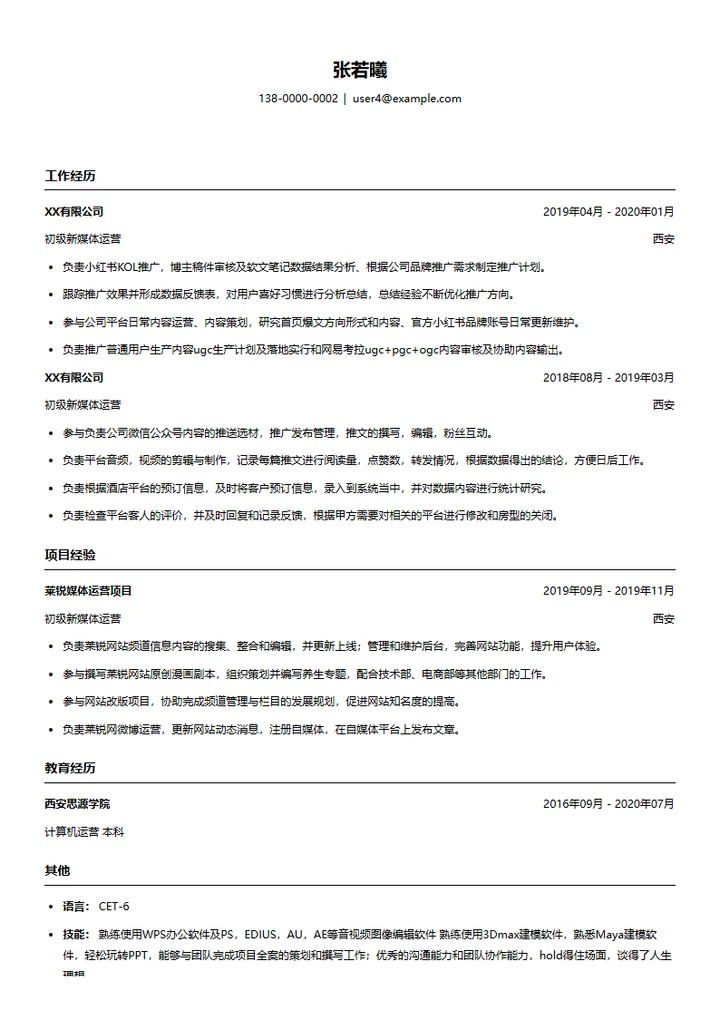 张若曦
138-0000-0002 | user4@example.com
工作经历
XX有限公司 2019年04月 - 2020年01月
初级新媒体运营 西安
• 负责小红书KOL推广，博主稿件审核及软文笔记数据结果分析、根据公司品牌推广需求制定推广计划。
• 跟踪推广效果并形成数据反馈表，对用户喜好习惯进行分析总结，总结经验不断优化推广方向。
• 参与公司平台日常内容运营、内容策划，研究首页爆文方向形式和内容、官方小红书品牌账号日常更新维护。
• 负责推广普通用户生产内容ugc生产计划及落地实行和网易考拉ugc+pgc+ogc内容审核及协助内容输出。
XX有限公司 2018年08月 - 2019年03月
初级新媒体运营 西安
• 参与负责公司微信公众号内容的推送选材，推广发布管理，推文的撰写，编辑，粉丝互动。
• 负责平台音频，视频的剪辑与制作，记录每篇推文进行阅读量，点赞数，转发情况，根据数据得出的结论，方便日后工作。
• 负责根据酒店平台的预订信息，及时将客户预订信息，录入到系统当中，并对数据内容进行统计研究。
• 负责检查平台客人的评价，并及时回复和记录反馈，根据甲方需要对相关的平台进行修改和房型的关闭。
项目经验
莱锐媒体运营项目 2019年09月 - 2019年11月
初级新媒体运营 西安
• 负责莱锐网站频道信息内容的搜集、整合和编辑，并更新上线；管理和维护后台，完善网站功能，提升用户体验。
• 参与撰写莱锐网站原创漫画剧本，组织策划并编写养生专题，配合技术部、电商部等其他部门的工作。
• 参与网站改版项目，协助完成频道管理与栏目的发展规划，促进网站知名度的提高。
• 负责莱锐网微博运营，更新网站动态消息，注册自媒体，在自媒体平台上发布文章。
教育经历
西安思源学院 2016年09月 - 2020年07月
计算机运营 本科
其他
• 语言： CET-6
• 技能： 熟练使用WPS办公软件及PS，EDIUS，AU，AE等音视频图像编辑软件 熟练使用3Dmax建模软件，熟悉Maya建模软
件，轻松玩转PPT，能够与团队完成项目全案的策划和撰写工作；优秀的沟通能力和团队协作能力，hold得住场面，谈得了人生
理想